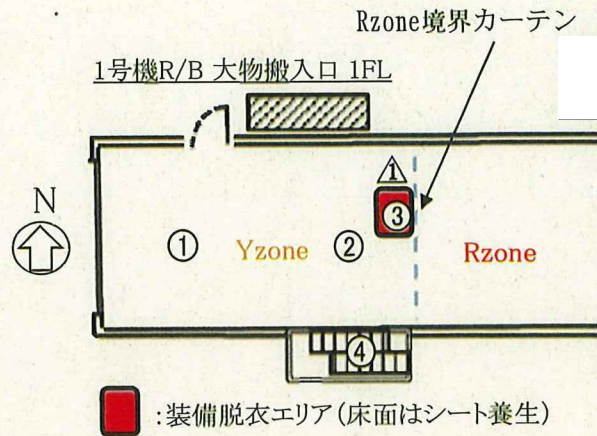 Rzone境界カーテン
1号機R/B 大物搬入口 1FL
N
1
③
① Yzone ② Rzone
④
:装備脱衣エリア(床面はシート養生)